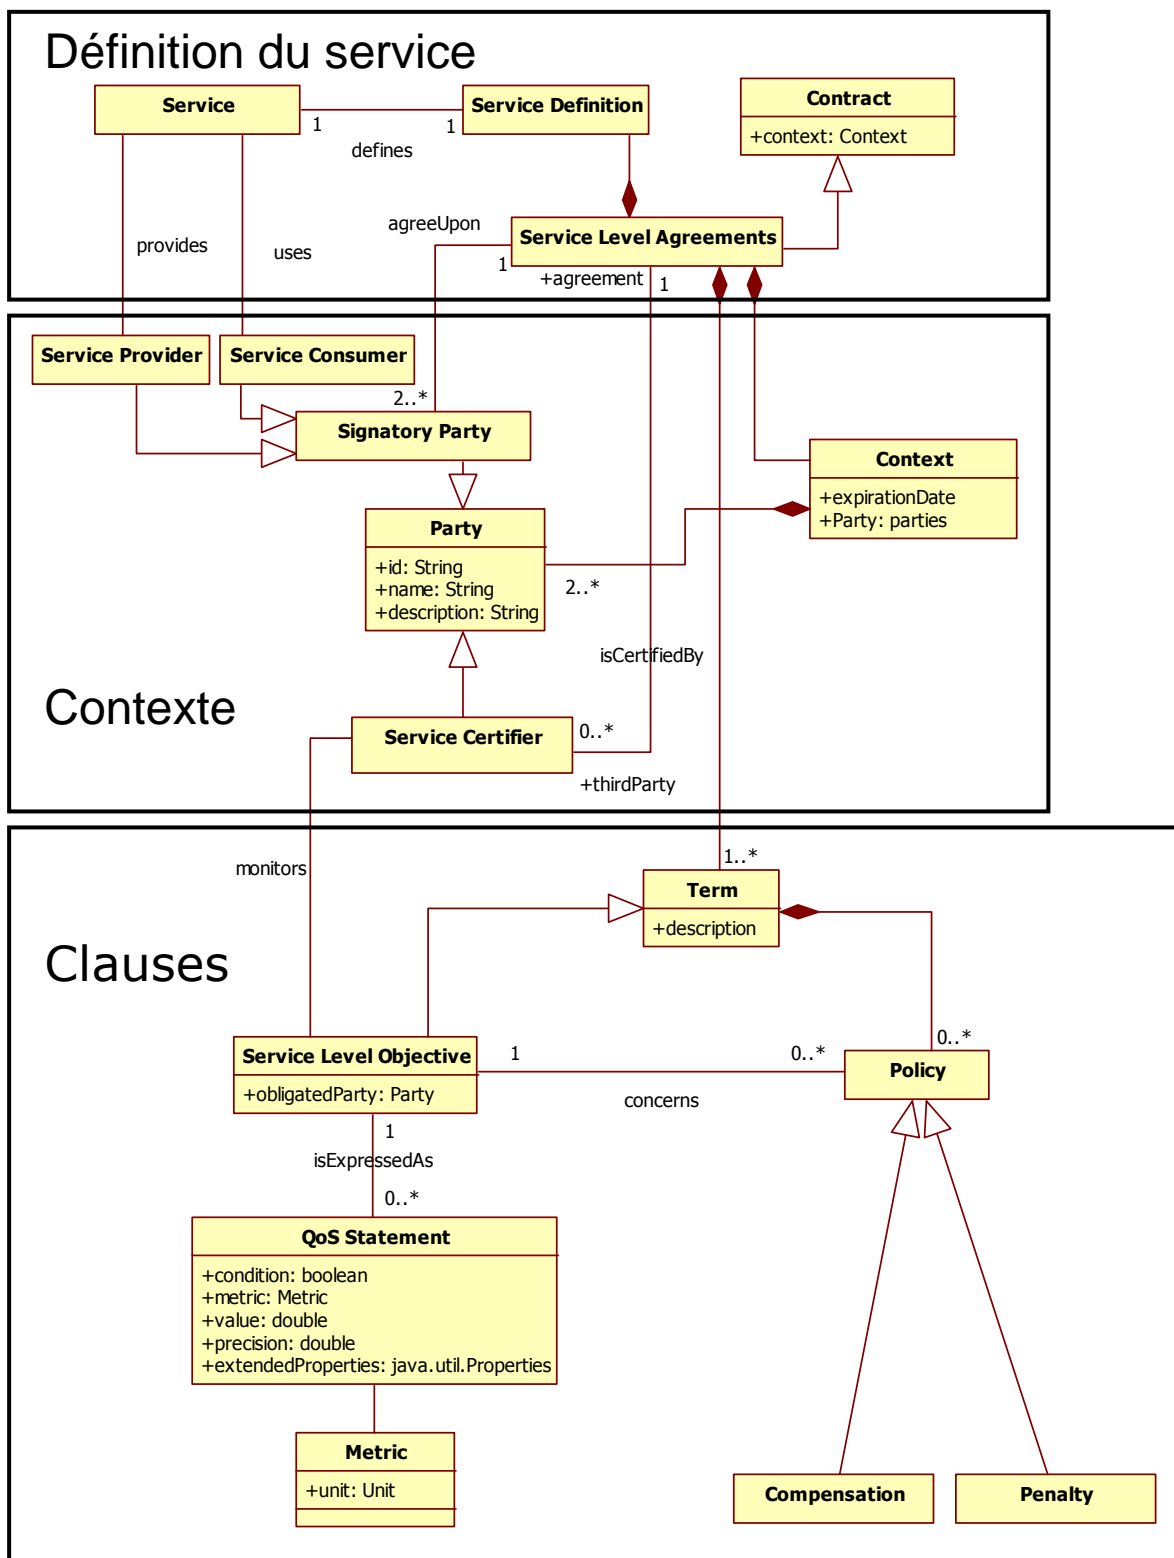 Définition du service
Service
Service Definition
Contract
+context: Context
1
1
defines
provides
uses
agreeUpon
Service Level Agreements
1
+agreement
1
Service Provider
Service Consumer
2..*
Signatory Party
Context
+expirationDate
+Party: parties
Party
+id: String
+name: String
+description: String
2..*
isCertifiedBy
Contexte
Service Certifier
0..*
+thirdParty
monitors
1..*
Term
+description
Clauses
Service Level Objective
+obligatedParty: Party
1
0..*
0..*
Policy
concerns
1
isExpressedAs
0..*
QoS Statement
+condition: boolean
+metric: Metric
+value: double
+precision: double
+extendedProperties: java.util.Properties
Metric
+unit: Unit
Compensation
Penalty